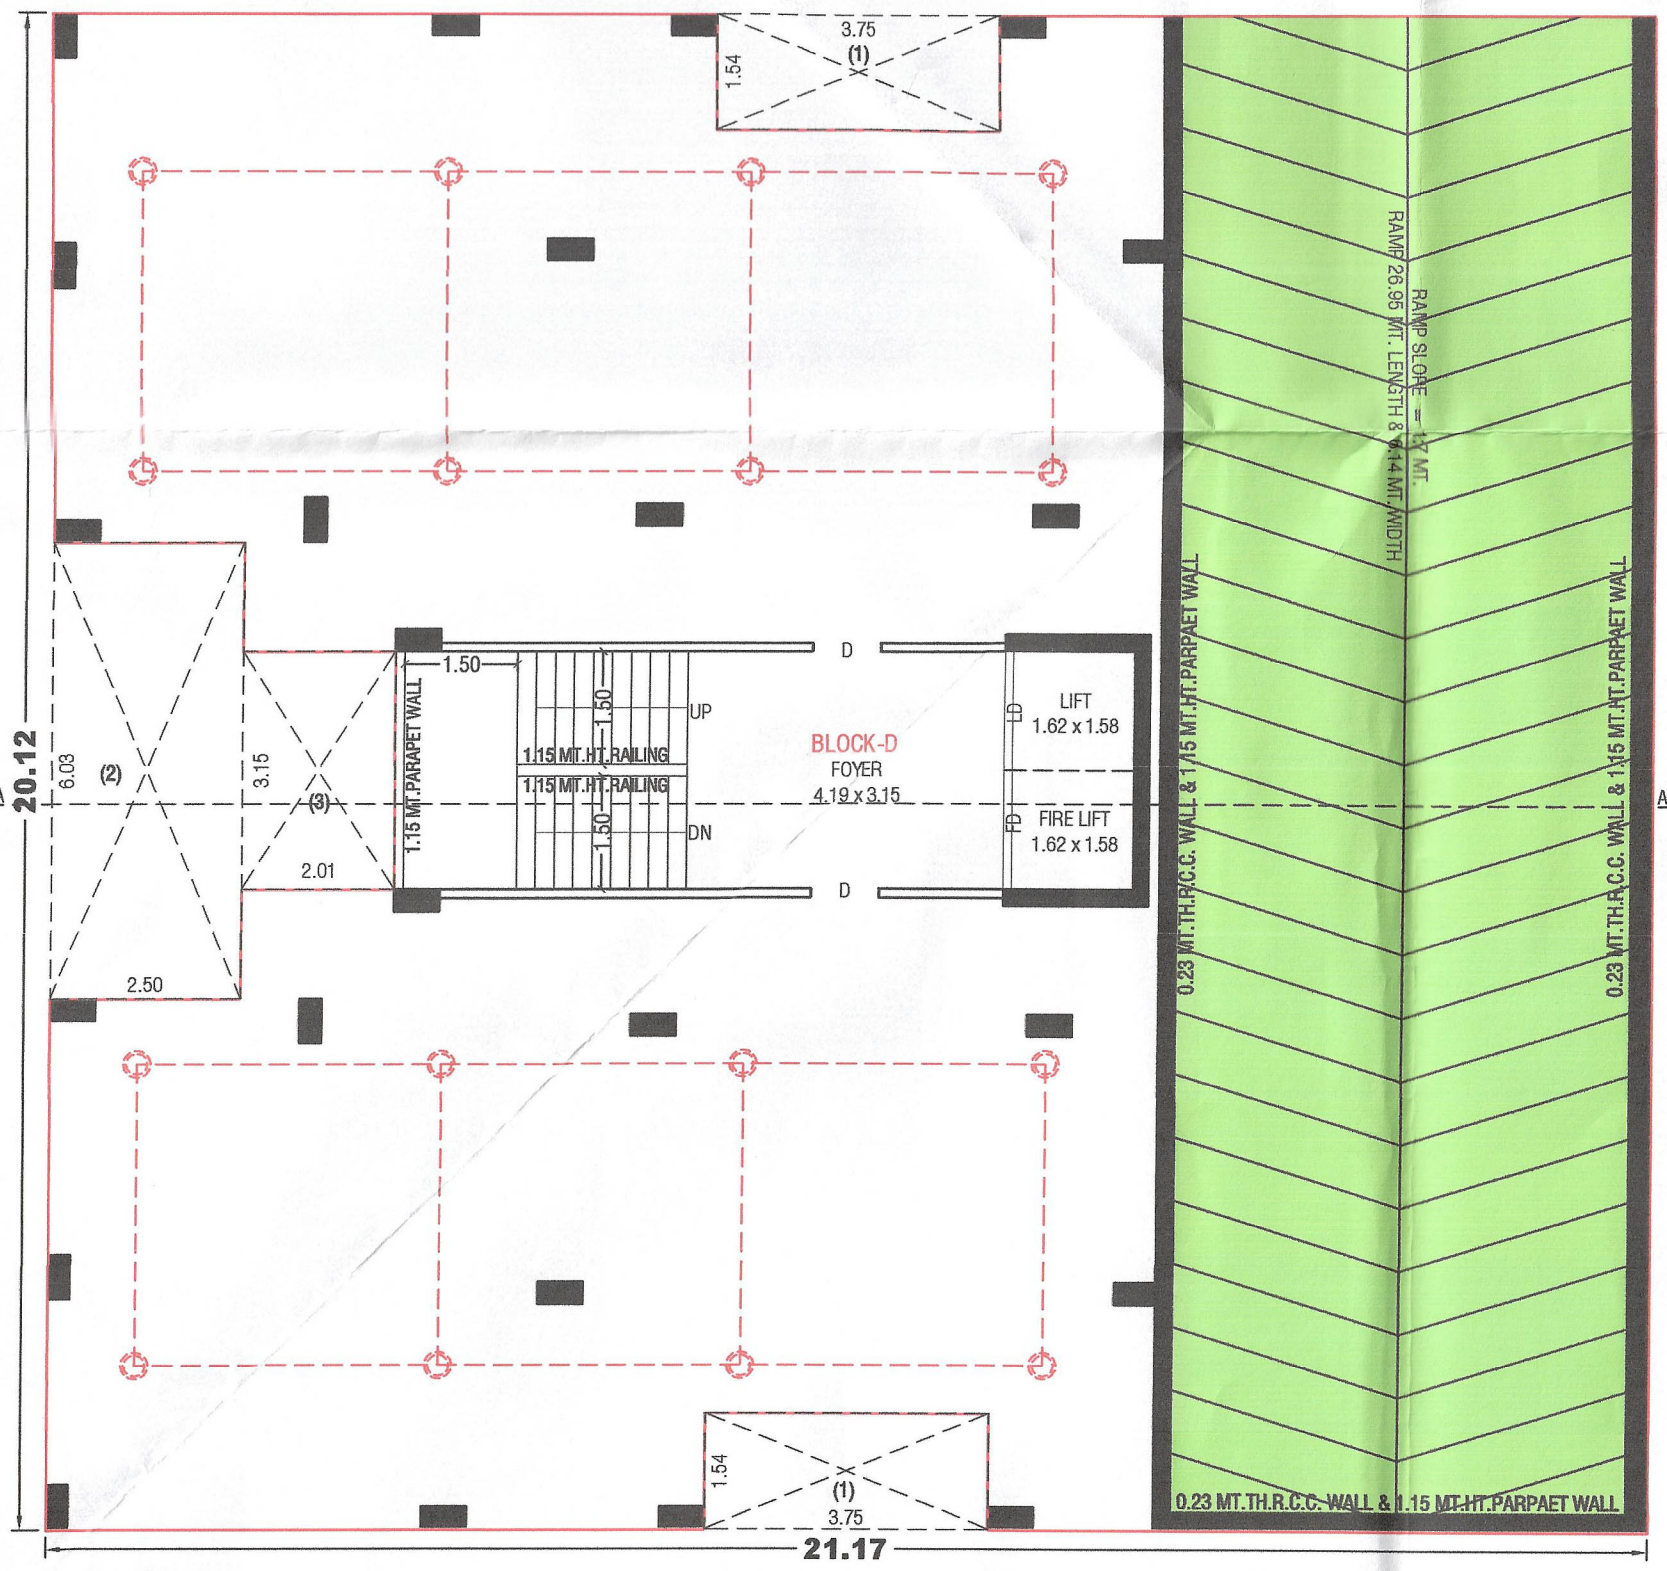 3.75
(1)
1.54
RAMP SLOPE = 1:7 MT.
RAMP 26.95 MT. LENGTH & 6.14 MT.WIDTH
0.23 MT.TH.R.C.C. WALL & 1.15 MT.HT.PARPAET WALL
0.23 MT.TH.R.C.C. WALL & 1.15 MT.HT.PARPAET WALL
20.12
6.03
(2)
2.50
3.15
(3)
2.01
1.15 MT.PARAPET WALL
1.50
1.50
UP
1.15 MT.HT.RAILING
1.15 MT.HT.RAILING
1.50
DN
D
BLOCK-D
FOYER
4.19 x 3.15
D
LD
LIFT
1.62 x 1.58
FD
FIRE LIFT
1.62 x 1.58
A
1.54
(1)
3.75
0.23 MT.TH.R.C.C. WALL & 1.15 MT.HT.PARPAET WALL
21.17